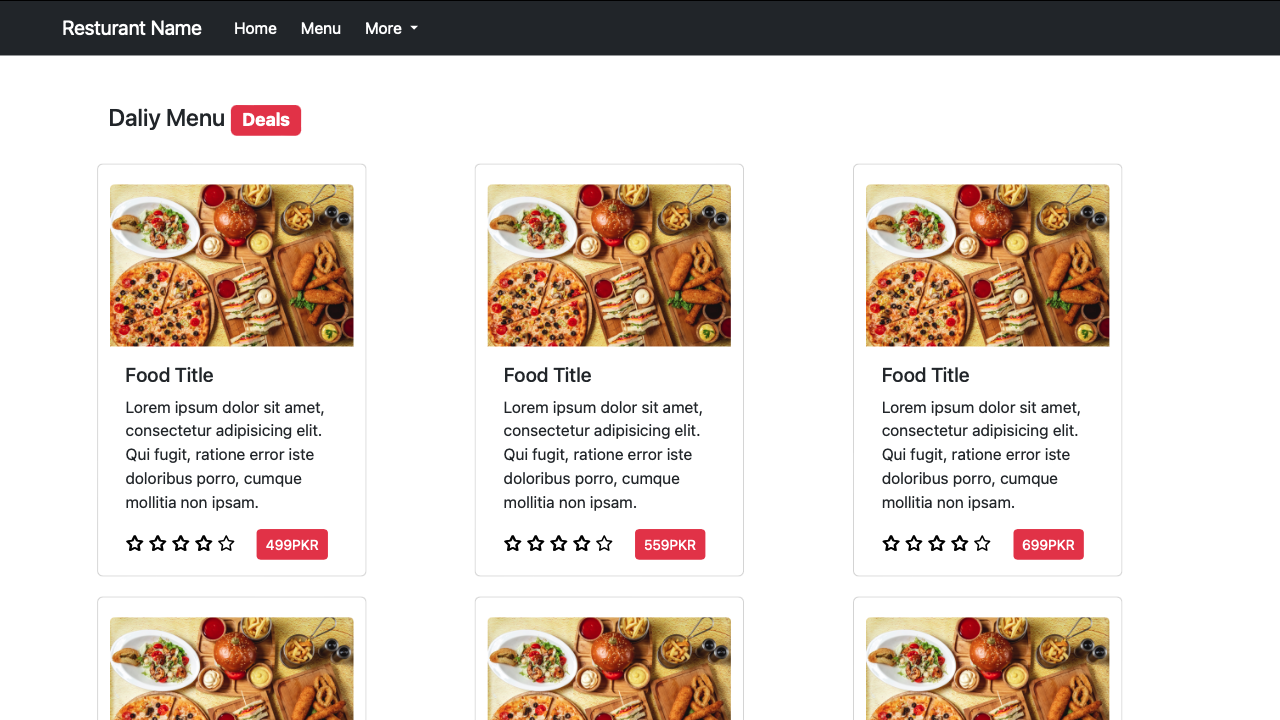 Resturant Name Home Menu More
Daliy Menu Deals
Food Title
Lorem ipsum dolor sit amet,
consectetur adipisicing elit.
Qui fugit, ratione error iste
doloribus porro, cumque
mollitia non ipsam.
499PKR
Food Title
Lorem ipsum dolor sit amet,
consectetur adipisicing elit.
Qui fugit, ratione error iste
doloribus porro, cumque
mollitia non ipsam.
559PKR
Food Title
Lorem ipsum dolor sit amet,
consectetur adipisicing elit.
Qui fugit, ratione error iste
doloribus porro, cumque
mollitia non ipsam.
699PKR